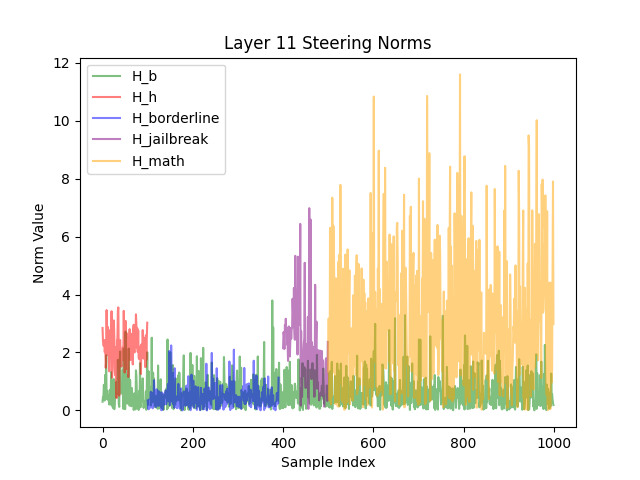 Layer 11 Steering Norms
12
10
8
6
4
2
0
Norm Value
H_b
H_h
H_borderline
H_jailbreak
H_math
0 200 400 600 800 1000
Sample Index